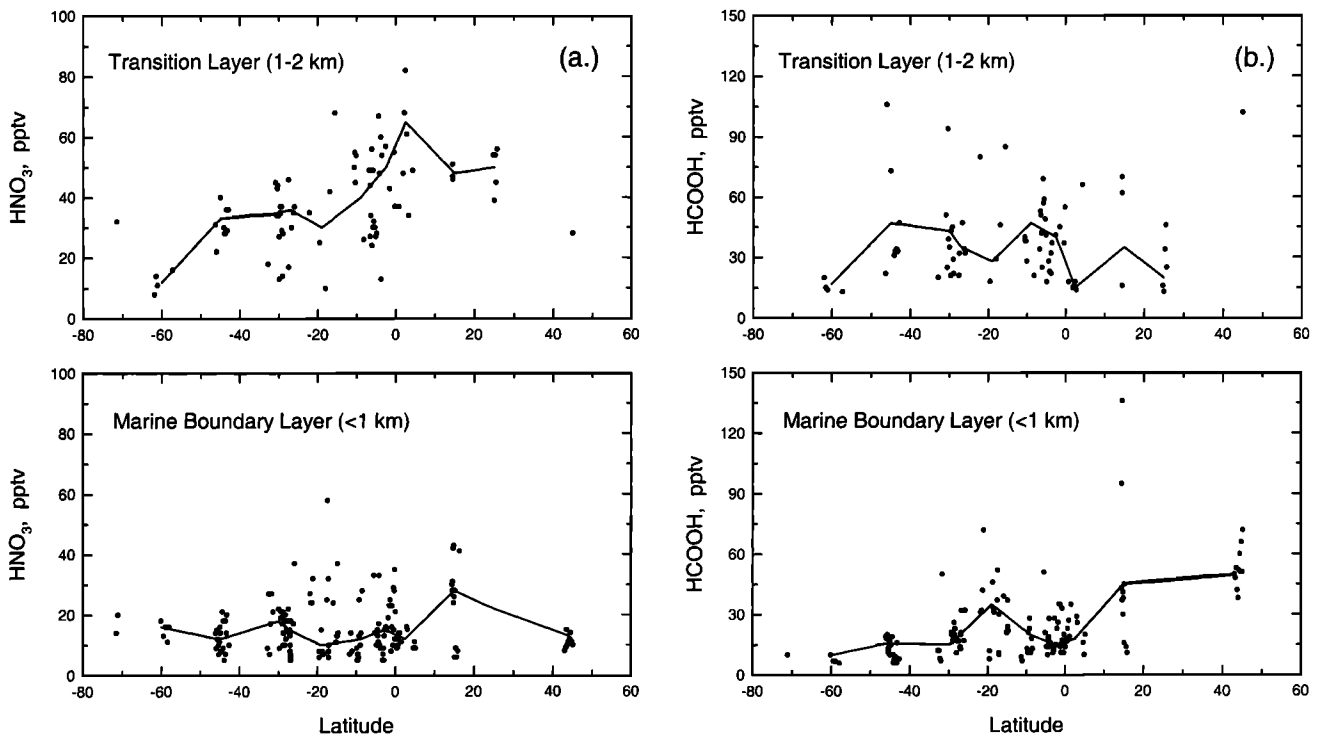 (a.)
Transition Layer (1-2 km)
HNO3, pptv
100
80
60
40
20
0
-80 -60 -40 -20 0 20 40 60
(b.)
Transition Layer (1-2 km)
HCOOH, pptv
150
120
90
60
30
0
-80 -60 -40 -20 0 20 40 60
Marine Boundary Layer (<1 km)
HNO3, pptv
100
80
60
40
20
0
-80 -60 -40 -20 0 20 40 60
Latitude
Marine Boundary Layer (<1 km)
HCOOH, pptv
150
120
90
60
30
0
-80 -60 -40 -20 0 20 40 60
Latitude